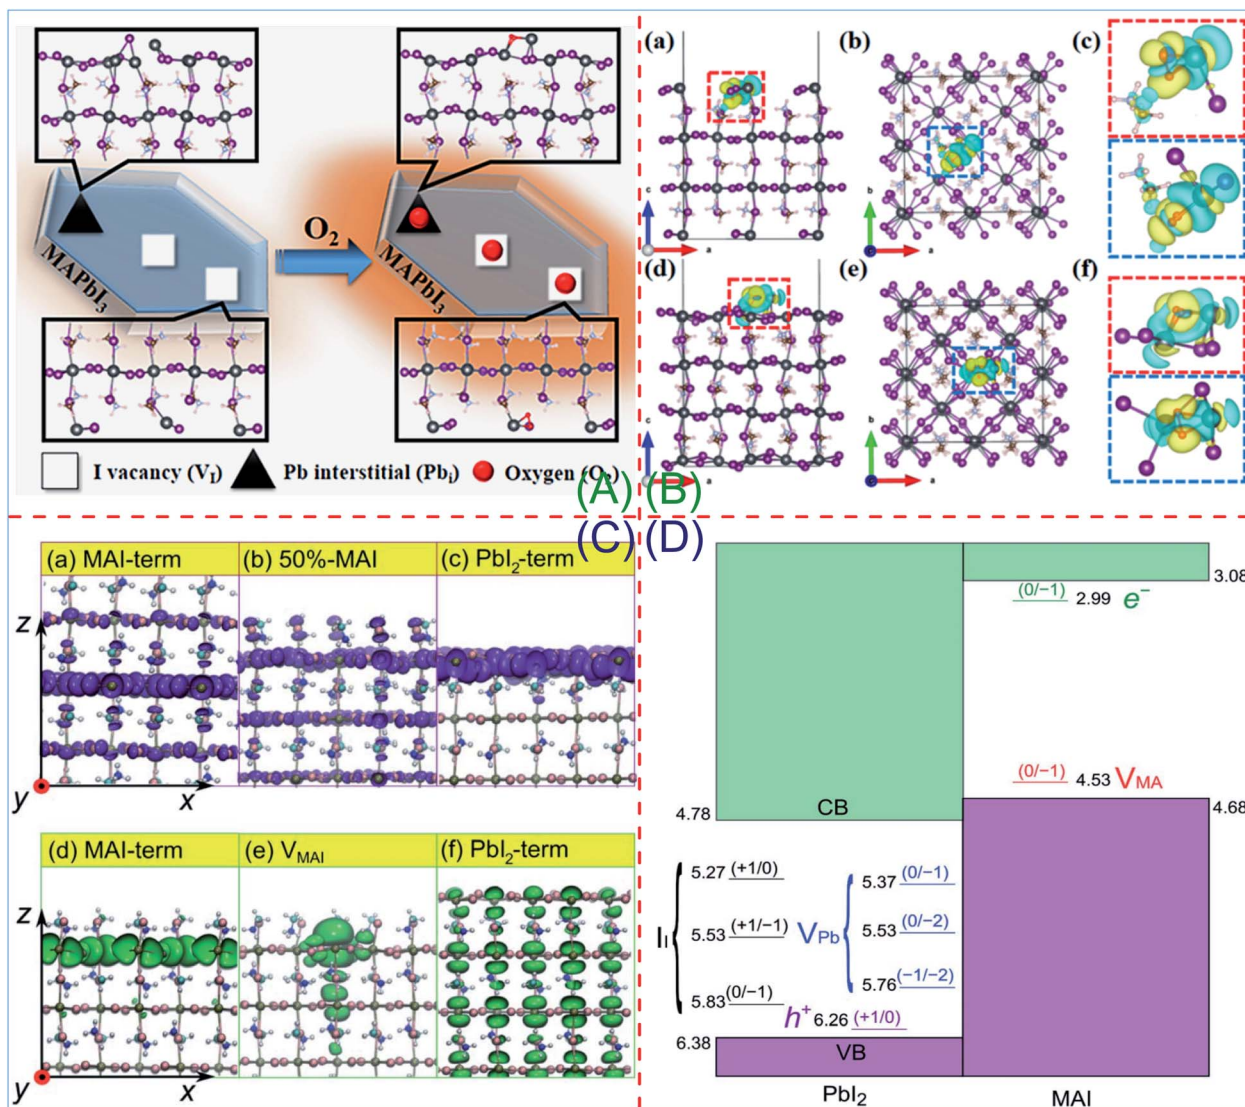 O2
MAPbI3
MAPbI3
I vacancy (VI)
Pb interstitial (Pbi)
Oxygen (O2)
(A)
(a)
(b)
(c)
c
a
b
a
(d)
(e)
(f)
c
a
b
a
(B)
(C)
(a) MAI-term
(b) 50%-MAI
(c) PbI2-term
z
y
x
(d) MAI-term
(e) VMAI
(f) PbI2-term
z
y
x
(D)
3.08
(0/−1) 2.99 e−
(0/−1) 4.53 VMA
4.78
CB
4.68
II
5.27 (+1/0)
5.53 (+1/−1)
5.83 (0/−1)
VPb
5.37 (0/−1)
5.53 (0/−2)
5.76 (−1/−2)
h+ 6.26 (+1/0)
6.38
VB
PbI2
MAI